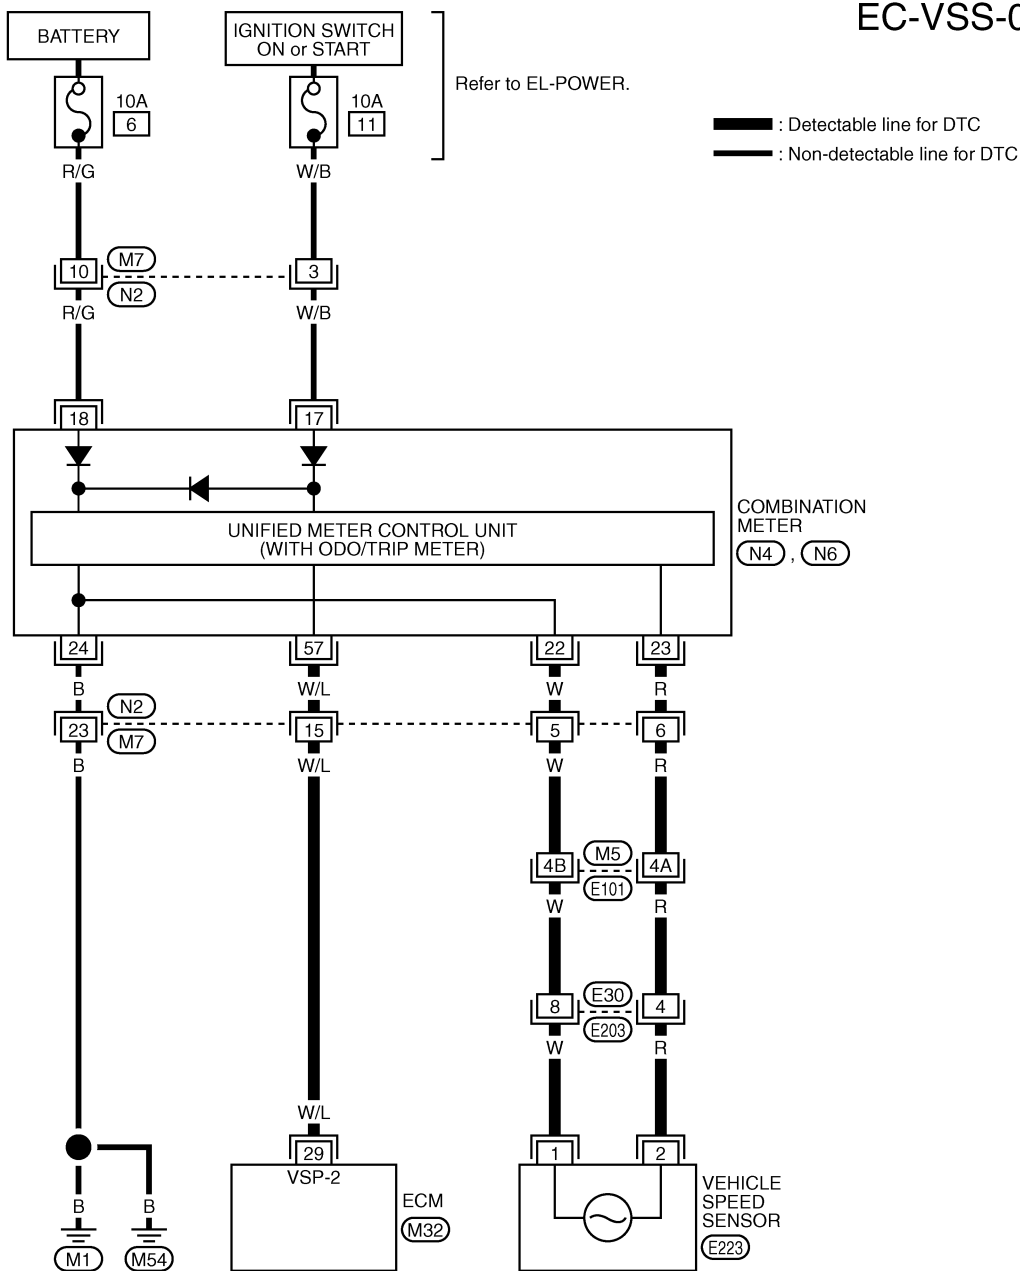 EC-VSS-0
BATTERY
IGNITION SWITCH
ON or START
Refer to EL-POWER.
10A
6
10A
11
: Detectable line for DTC
: Non-detectable line for DTC
R/G
W/B
10
M7
3
N2
R/G
W/B
18
17
UNIFIED METER CONTROL UNIT
(WITH ODO/TRIP METER)
COMBINATION
METER
N4 , N6
24
57
22
23
B
W/L
W
R
N2
23
15
5
6
M7
B
W/L
W
R
4B
M5
4A
E101
W
R
8
E30
4
E203
W
R
W/L
29
1
2
VSP-2
ECM
M32
VEHICLE
SPEED
SENSOR
E223
B
B
M1
M54